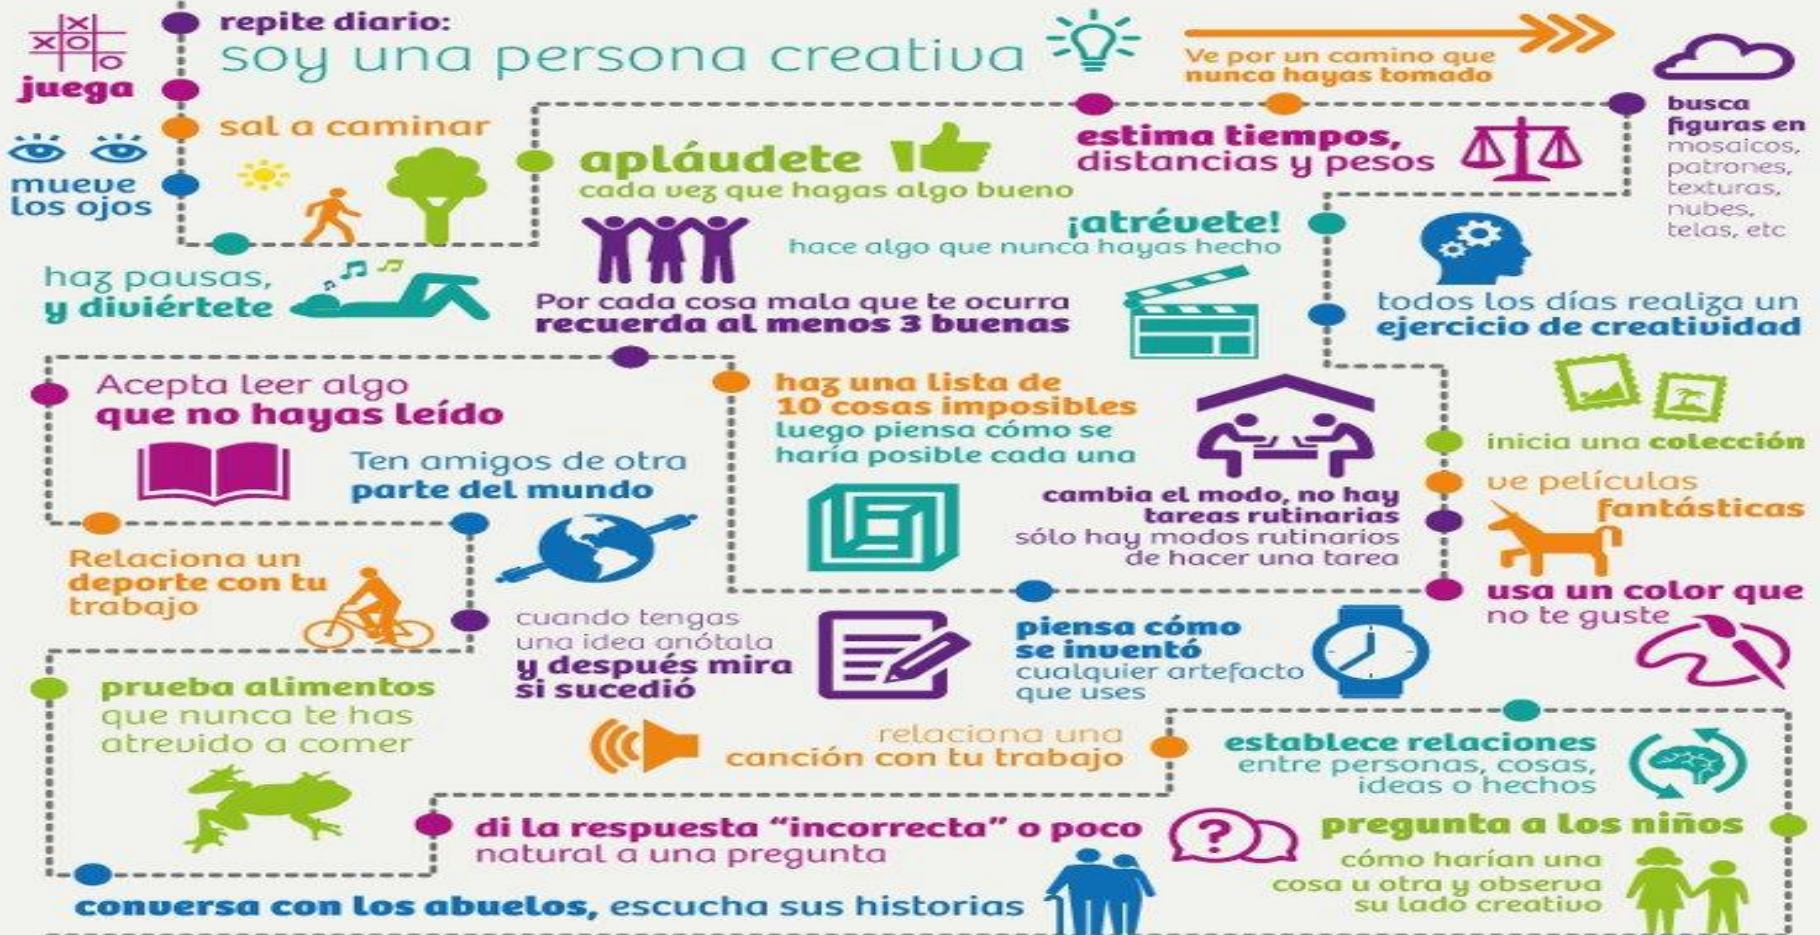 repite diario:
soy una persona creativa
juega
sal a caminar
mueve
los ojos
haz pausas,
y diviértete
apláudete
cada vez que hagas algo bueno
estima tiempos,
distancias y pesos
Ve por un camino que
nunca hayas tomado
busca
figuras en
mosaicos,
patrones,
texturas,
nubes,
telas, etc
¡atrévete!
hace algo que nunca hayas hecho
todos los días realiza un
ejercicio de creatividad
Por cada cosa mala que te ocurra
recuerda al menos 3 buenas
Acepta leer algo
que no hayas leído
Ten amigos de otra
parte del mundo
Relaciona un
deporte con tu
trabajo
haz una lista de
10 cosas imposibles
luego piensa cómo se
haría posible cada una
cambia el modo, no hay
tareas rutinarias
sólo hay modos rutinarios
de hacer una tarea
inicia una colección
ve películas
fantásticas
usa un color que
no te guste
cuando tengas
una idea anótala
y después mira
si sucedió
piensa cómo
se inventó
cualquier artefacto
que uses
prueba alimentos
que nunca te has
atrevido a comer
relaciona una
canción con tu trabajo
establece relaciones
entre personas, cosas,
ideas o hechos
di la respuesta “incorrecta” o poco
natural a una pregunta
?
pregunta a los niños
cómo harían una
cosa u otra y observa
su lado creativo
conversa con los abuelos, escucha sus historias